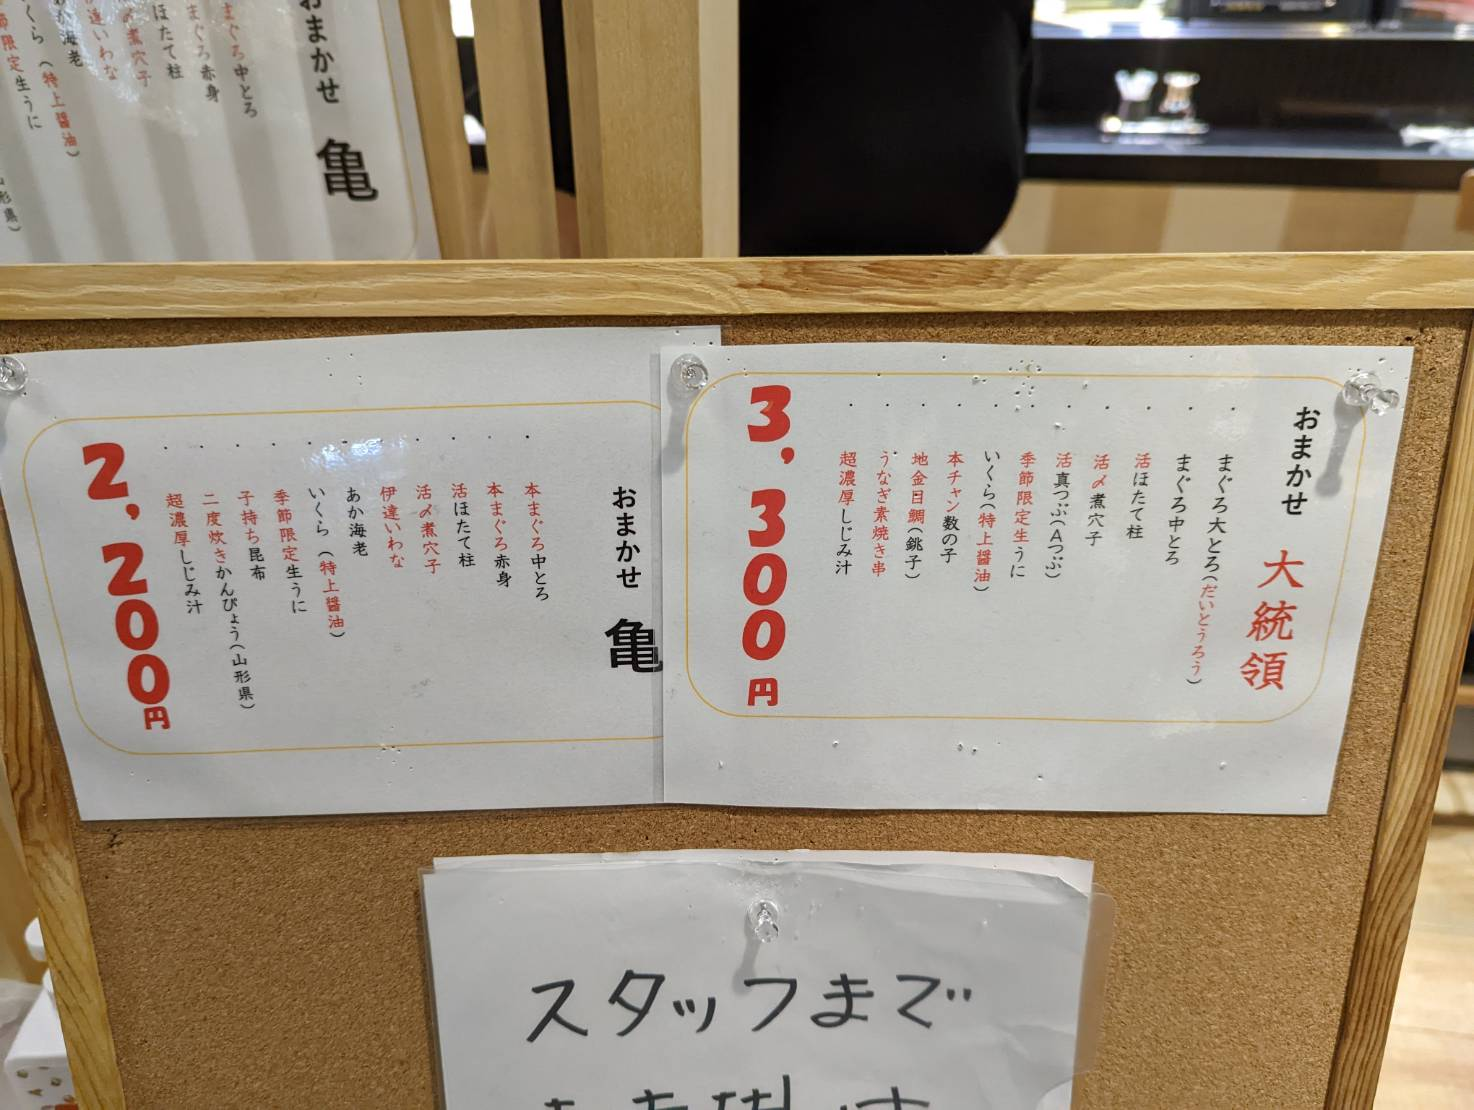 おまかせ 亀
まぐろ中とろ
まぐろ赤身
ほたて柱
煮穴子
いわな
海老
くら(特上醤油)
節限定生うに
おまかせ 大統領
・まぐろ大とろ(だいとうろう)
・まぐろ中とろ
・活ほたて柱
・活〆煮穴子
・活真つぶ(Aつぶ)
・季節限定生うに
・いくら(特上醤油)
・本チャン数の子
・地金目鯛(銚子)
・うなぎ素焼き串
・超濃厚しじみ汁
3,300円
おまかせ 亀
・本まぐろ中とろ
・本まぐろ赤身
・活ほたて柱
・活〆煮穴子
・伊達いわな
・あか海老
・いくら(特上醤油)
・季節限定生うに
・子持ち昆布
・二度炊きかんぴょう(山形県)
・超濃厚しじみ汁
2,200円
スタッフまで